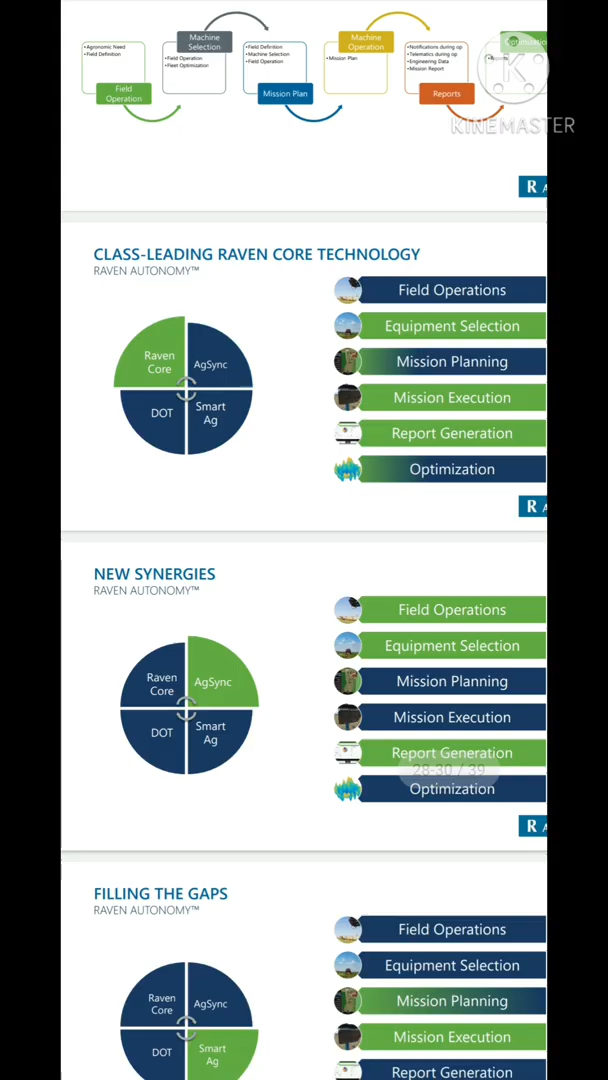 Machine
Selection
Machine
Operation
•Agronomic Need
•Field Definition
•Field Operation
•Fleet Optimization
•Field Definition
•Machine Selection
•Field Operation
•Mission Plan
•Notifications during op
•Telematics during op
•Engineering Data
•Mission Report
Field
Operation
Mission Plan
Reports
K
KINEMASTER
R A
CLASS-LEADING RAVEN CORE TECHNOLOGY
RAVEN AUTONOMY™
Raven
Core
AgSync
DOT
Smart
Ag
Field Operations
Equipment Selection
Mission Planning
Mission Execution
Report Generation
Optimization
R A
NEW SYNERGIES
RAVEN AUTONOMY™
Raven
Core
AgSync
DOT
Smart
Ag
Field Operations
Equipment Selection
Mission Planning
Mission Execution
Report Generation
28-30 / 39
Optimization
R A
FILLING THE GAPS
RAVEN AUTONOMY™
Raven
Core
AgSync
DOT
Smart
Ag
Field Operations
Equipment Selection
Mission Planning
Mission Execution
Report Generation